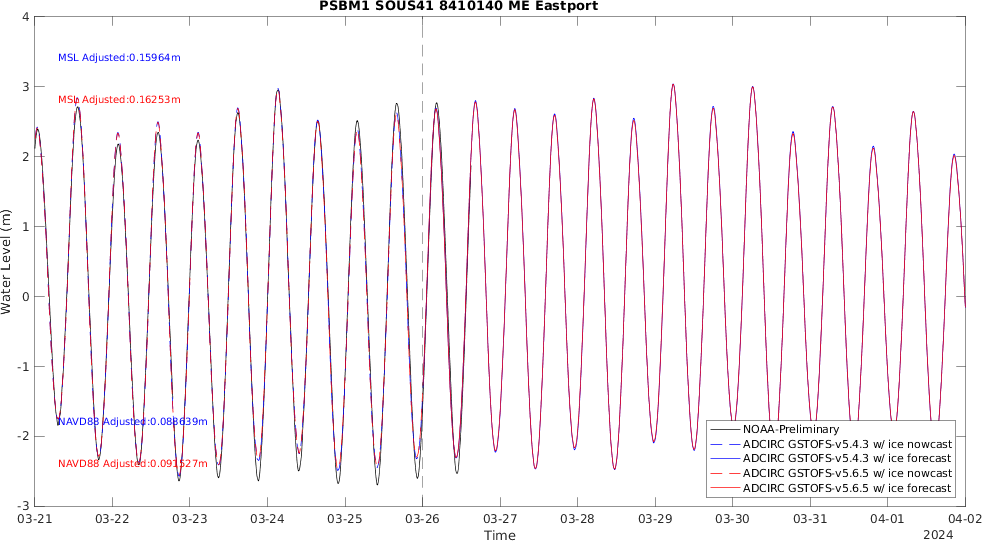 PSBM1 SOUS41 8410140 ME Eastport
4
MSL Adjusted:0.15964m
3
MSL Adjusted:0.16253m
2
1
Water Level (m)
0
-1
NAVD88 Adjusted:0.088639m
-2
NOAA-Preliminary
ADCIRC GSTOFS-v5.4.3 w/ ice nowcast
NAVD88 Adjusted:0.091527m
ADCIRC GSTOFS-v5.4.3 w/ ice forecast
ADCIRC GSTOFS-v5.6.5 w/ ice nowcast
ADCIRC GSTOFS-v5.6.5 w/ ice forecast
-3
03-21 03-22 03-23 03-24 03-25 03-26 03-27 03-28 03-29 03-30 03-31 04-01 04-02
Time 2024